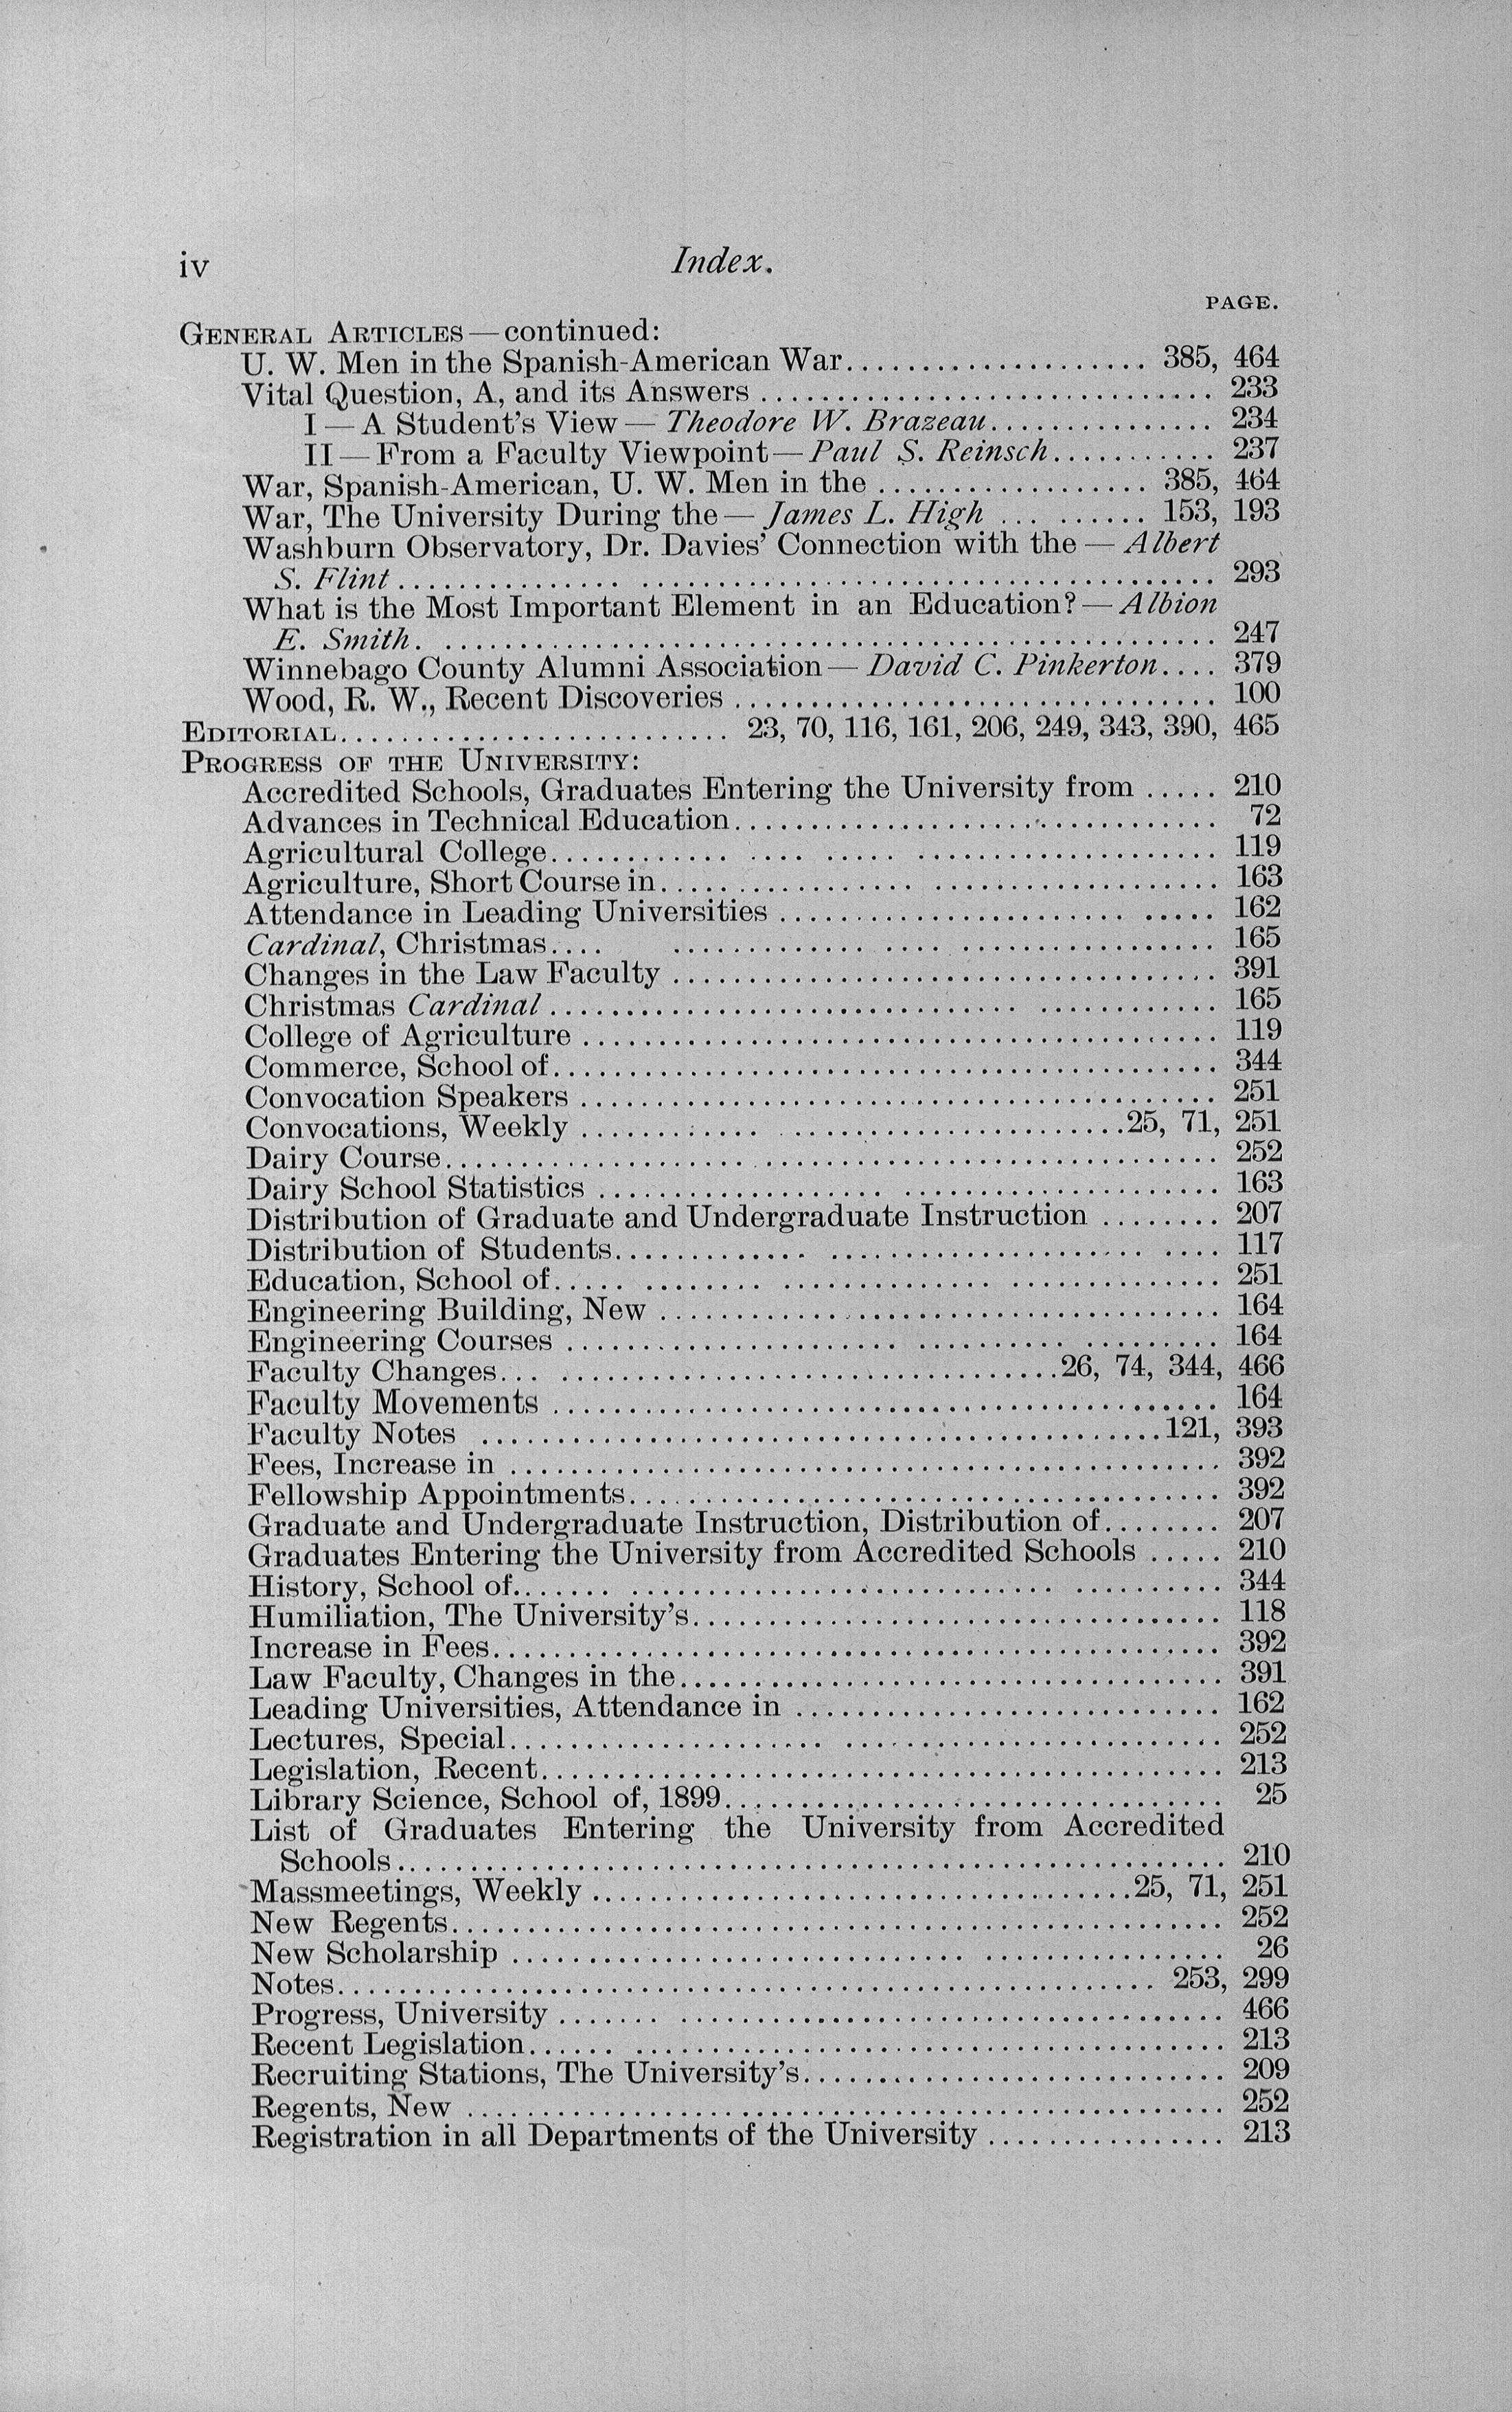 iv Index.
PAGE.
GENERAL ARTICLES—continued:
U. W. Men in the Spanish-American War.................... 385, 464
Vital Question, A, and its Answers .............................. 233
I—A Student's View—Theodore W. Brazeau............... 234
II—From a Faculty Viewpoint—Paul S. Reinsch........... 237
War, Spanish-American, U. W. Men in the .................. 385, 464
War, The University During the—James L. High ... ....... 153, 193
Washburn Observatory, Dr. Davies' Connection with the—Albert
S. Flint...................................................... 293
What is the Most Important Element in an Education?—Albion
E. Smith..................................................... 247
Winnebago County Alumni Association—David C. Pinkerton.... 379
Wood, R. W., Recent Discoveries ................................ 100
EDITORIAL.......................... 23, 70, 116, 161, 206, 249, 343, 390, 465
PROGRESS OF THE UNIVERSITY:
Accredited Schools, Graduates Entering the University from ..... 210
Advances in Technical Education................................ 72
Agricultural College............ .... ..... .................... 119
Agriculture, Short Course in.................................... 163
Attendance in Leading Universities ....................... ..... 162
Cardinal, Christmas.... ............. .... ................. 165
Changes in the Law Faculty .................................... 391
Christmas Cardinal ............................... ............ 165
College of Agriculture .......................................... 119
Commerce, School of............................................ 344
Convocation Speakers .......................................... 251
Convocations, Weekly ............ ......................25, 71, 251
Dairy Course................................................... 252
Dairy School Statistics ................... ..................... 163
Distribution of Graduate and Undergraduate Instruction ........ 207
Distribution of Students............. ..................... .... 117
Education, School of..... .......... .............. .............. 251
Engineering Building, New ..................................... 164
Engineering Courses ........................ .................... 164
Faculty Changes... .................................26, 74, 344, 466
Faculty Movements ............................................ 164
Faculty Notes .............................................121, 393
Fees, Increase in ............................................... 392
Fellowship Appointments....................................... 392
Graduate and Undergraduate Instruction, Distribution of........ 207
Graduates Entering the University from Accredited Schools ..... 210
History, School of....... ............................ .......... 344
Humiliation, The University's................................... 118
Increase in Fees................................................ 392
Law Faculty, Changes in the.................................... 391
Leading Universities, Attendance in ............................ 162
Lectures, Special..................... ......................... 252
Legislation, Recent............................................. 213
Library Science, School of, 1899................................. 25
List of Graduates Entering the University from Accredited
Schools....................................................... 210
Massmeetings, Weekly ...................................25, 71, 251
New Regents................................................... 252
New Scholarship .............................. ................ 26
Notes...................................................... 253, 299
Progress, University ....... .................................... 466
Recent Legislation...... ....................................... 213
Recruiting Stations, The University's............................ 209
Regents, New .................................................. 252
Registration in all Departments of the University ................ 213